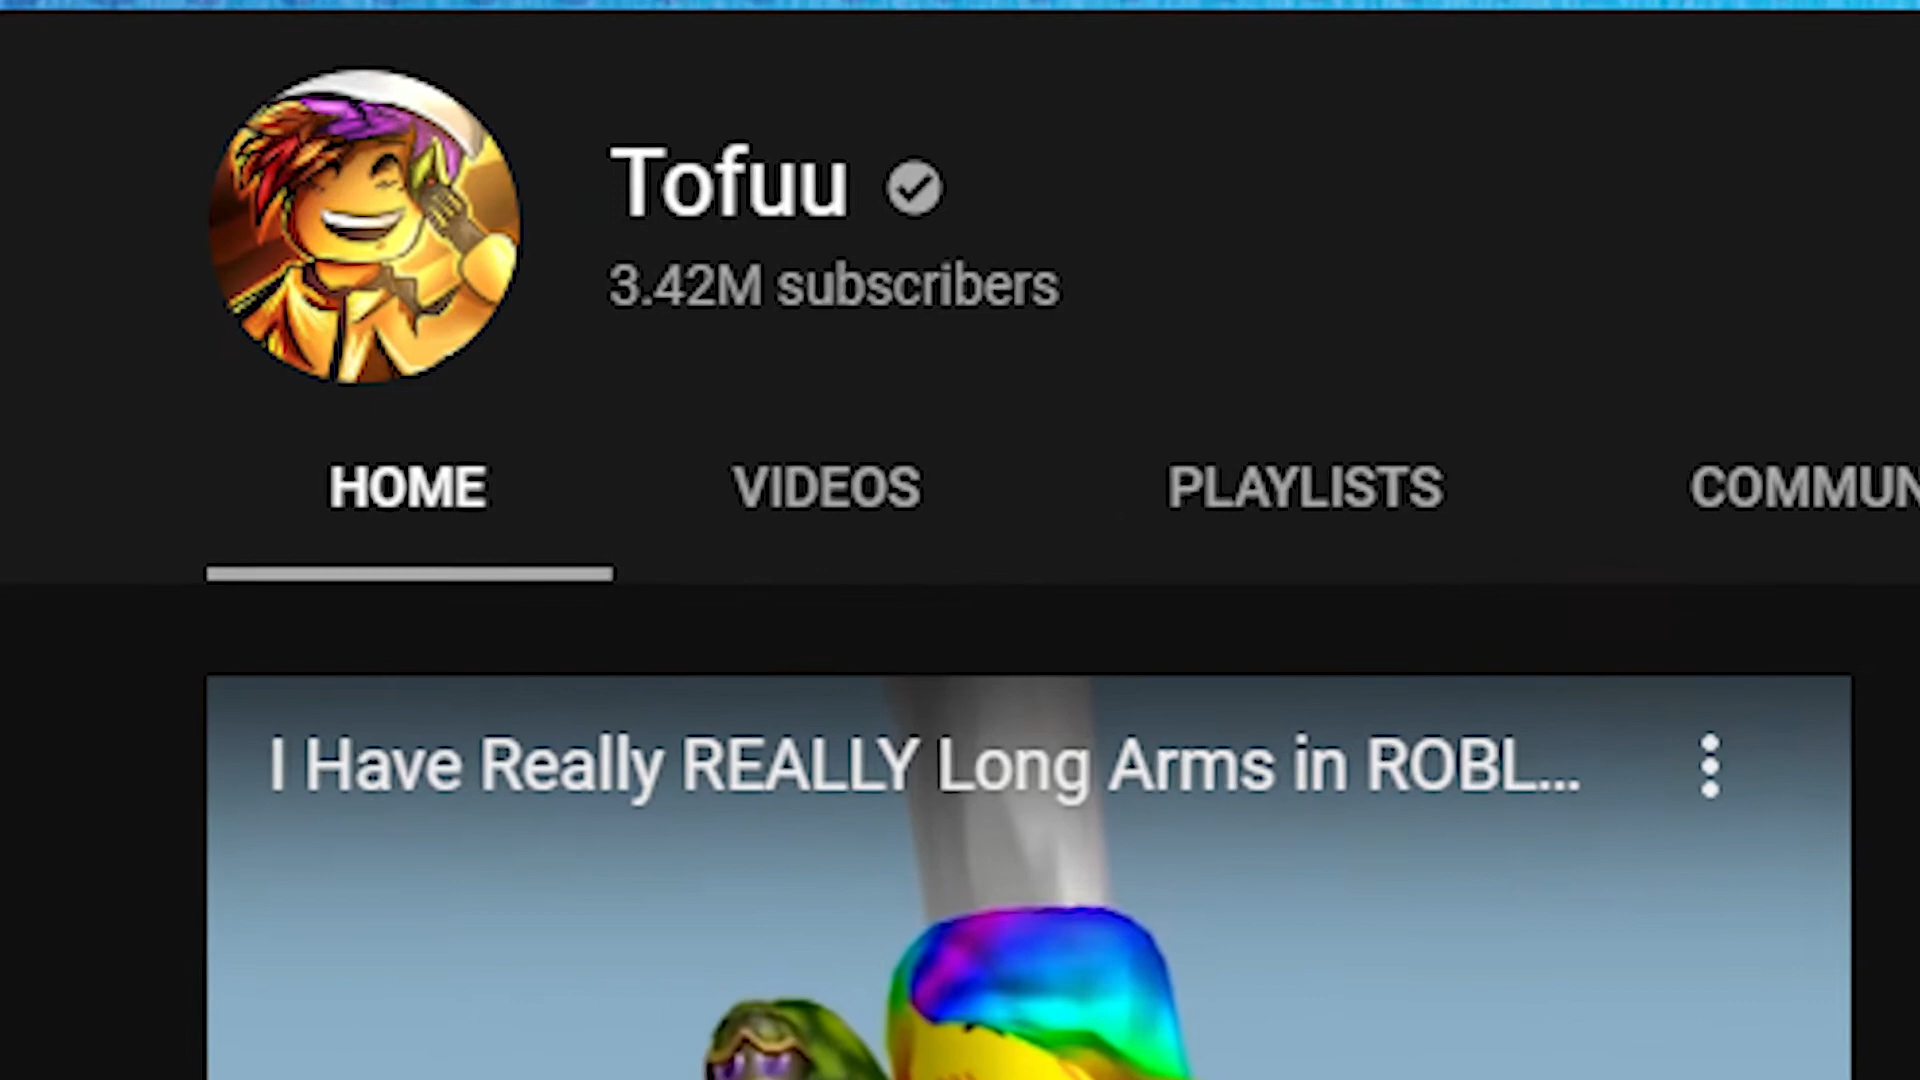 Tofuu
3.42M subscribers
HOME VIDEOS PLAYLISTS COMMUN
I Have Really REALLY Long Arms in ROBL...